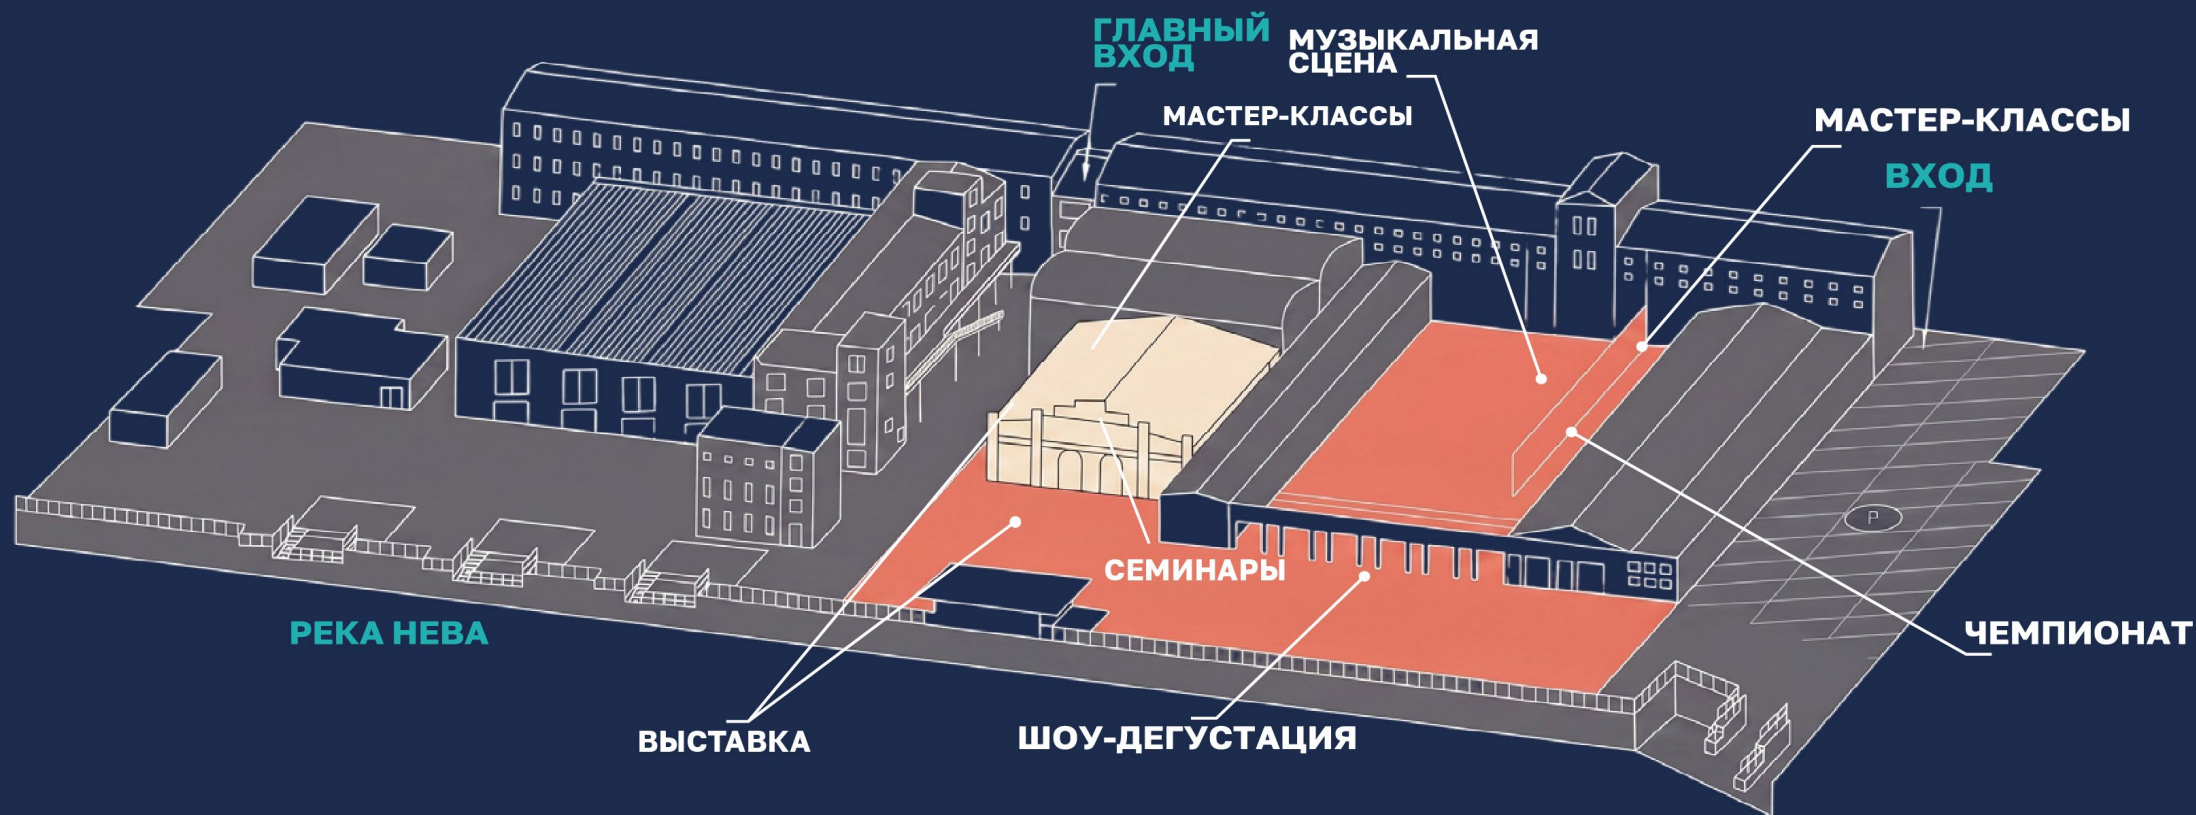 ГЛАВНЫЙ
ВХОД
МУЗЫКАЛЬНАЯ
СЦЕНА
МАСТЕР-КЛАССЫ
МАСТЕР-КЛАССЫ
ВХОД
P
СЕМИНАРЫ
РЕКА НЕВА
ЧЕМПИОНАТ
ВЫСТАВКА
ШОУ-ДЕГУСТАЦИЯ